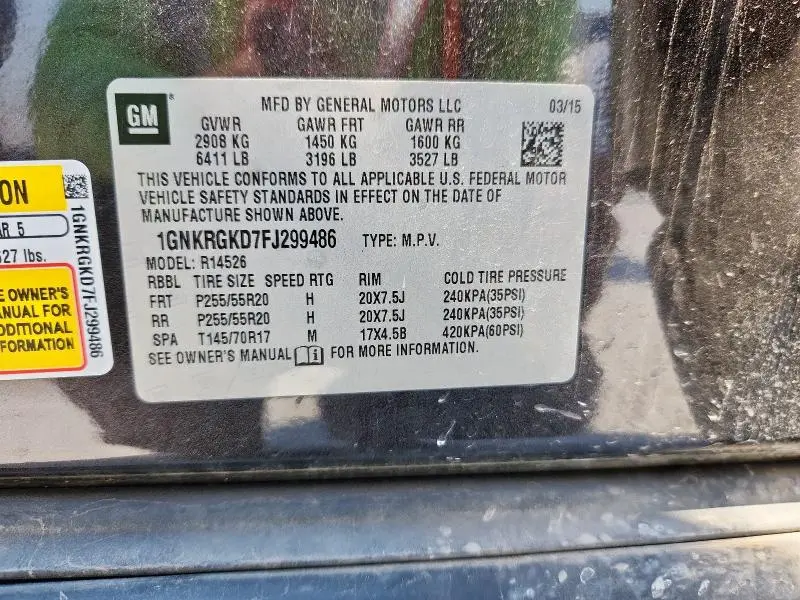 GM
MFD BY GENERAL MOTORS LLC 03/15
GVWR GAWR FRT GAWR RR
2908 KG 1450 KG 1600 KG
6411 LB 3196 LB 3527 LB
THIS VEHICLE CONFORMS TO ALL APPLICABLE U.S. FEDERAL MOTOR
VEHICLE SAFETY STANDARDS IN EFFECT ON THE DATE OF
MANUFACTURE SHOWN ABOVE.
1GNKRGKD7FJ299486 TYPE: M.P.V.
MODEL: R14526
RBBL TIRE SIZE SPEED RTG RIM COLD TIRE PRESSURE
FRT P255/55R20 H 20X7.5J 240KPA(35PSI)
RR P255/55R20 H 20X7.5J 240KPA(35PSI)
SPA T145/70R17 M 17X4.5B 420KPA(60PSI)
SEE OWNER'S MANUAL i FOR MORE INFORMATION.
ON
AR 5
527 lbs.
E OWNER'S
ANUAL FOR
DDITIONAL
FORMATION
1GNKRGKD7FJ299486